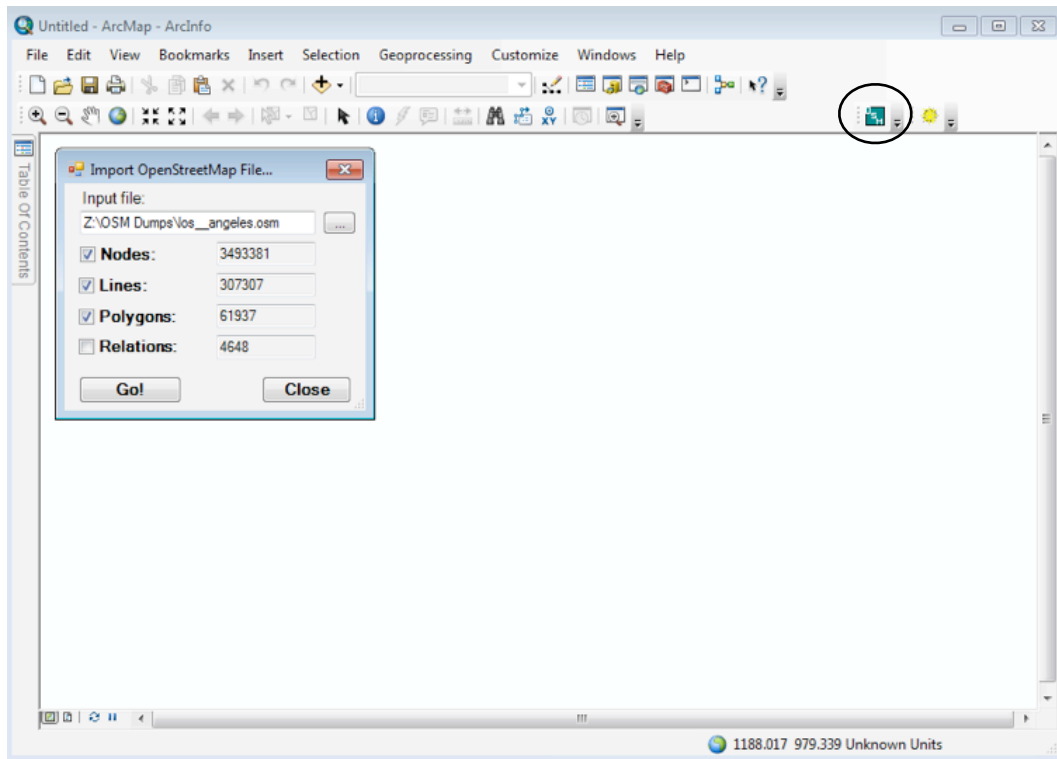 Untitled - ArcMap - ArcInfo
File Edit View Bookmarks Insert Selection Geoprocessing Customize Windows Help
Table Of Contents
Import OpenStreetMap File...
Input file:
Z:\OSM Dumps\los__angeles.osm ...
Nodes: 3493381
Lines: 307307
Polygons: 61937
Relations: 4648
Go! Close
1188.017 979.339 Unknown Units